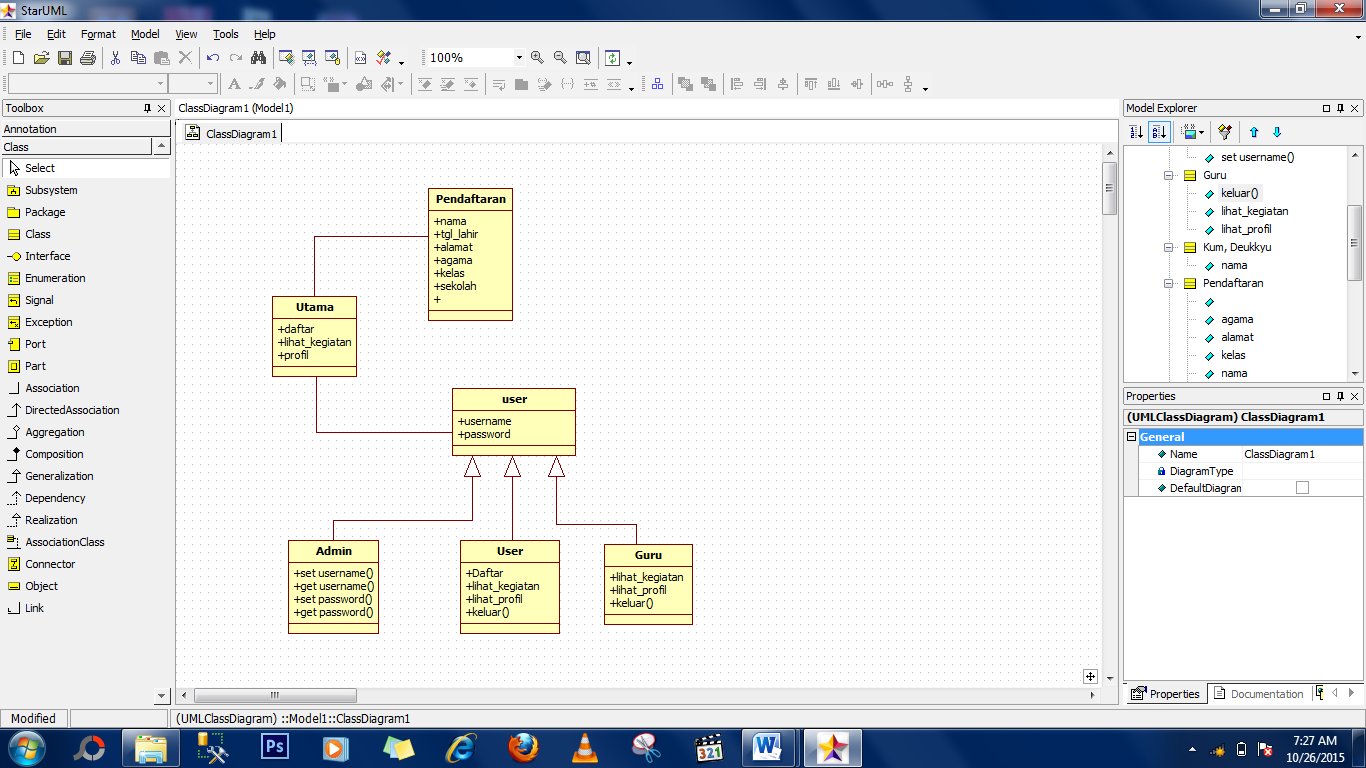 StarUML
File Edit Format Model View Tools Help
100%
Toolbox
Annotation
Class
Select
Subsystem
Package
Class
Interface
Enumeration
Signal
Exception
Port
Part
Association
DirectedAssociation
Aggregation
Composition
Generalization
Dependency
Realization
AssociationClass
Connector
Object
Link
ClassDiagram1 (Model1)
ClassDiagram1
Pendaftaran
+nama
+tgl_lahir
+alamat
+agama
+kelas
+sekolah
+
Utama
+daftar
+lihat_kegiatan
+profil
user
+username
+password
Admin
+set username()
+get username()
+set password()
+get password()
User
+Daftar
+lihat_kegiatan
+lihat_profil
+keluar()
Guru
+lihat_kegiatan
+lihat_profil
+keluar()
Model Explorer
set username()
Guru
keluar()
lihat_kegiatan
lihat_profil
Kum, Deukkyu
nama
Pendaftaran
agama
alamat
kelas
nama
Properties
(UMLClassDiagram) ClassDiagram1
General
Name ClassDiagram1
DiagramType
DefaultDiagram
Properties Documentation
Modified
(UMLClassDiagram) ::Model1::ClassDiagram1
Ps
321
W
7:27 AM
10/26/2015